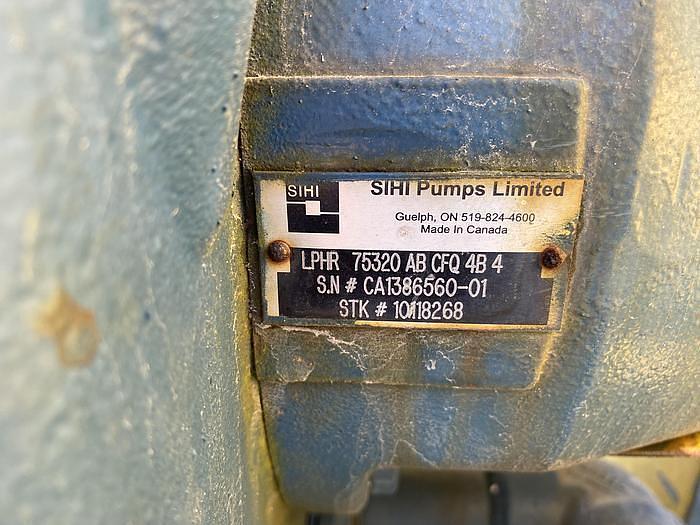 SIHI
SIHI Pumps Limited
Guelph, ON 519-824-4600
Made In Canada
LPHR 75320 AB CFQ 4B 4
S.N # CA1386560-01
STK # 10118268